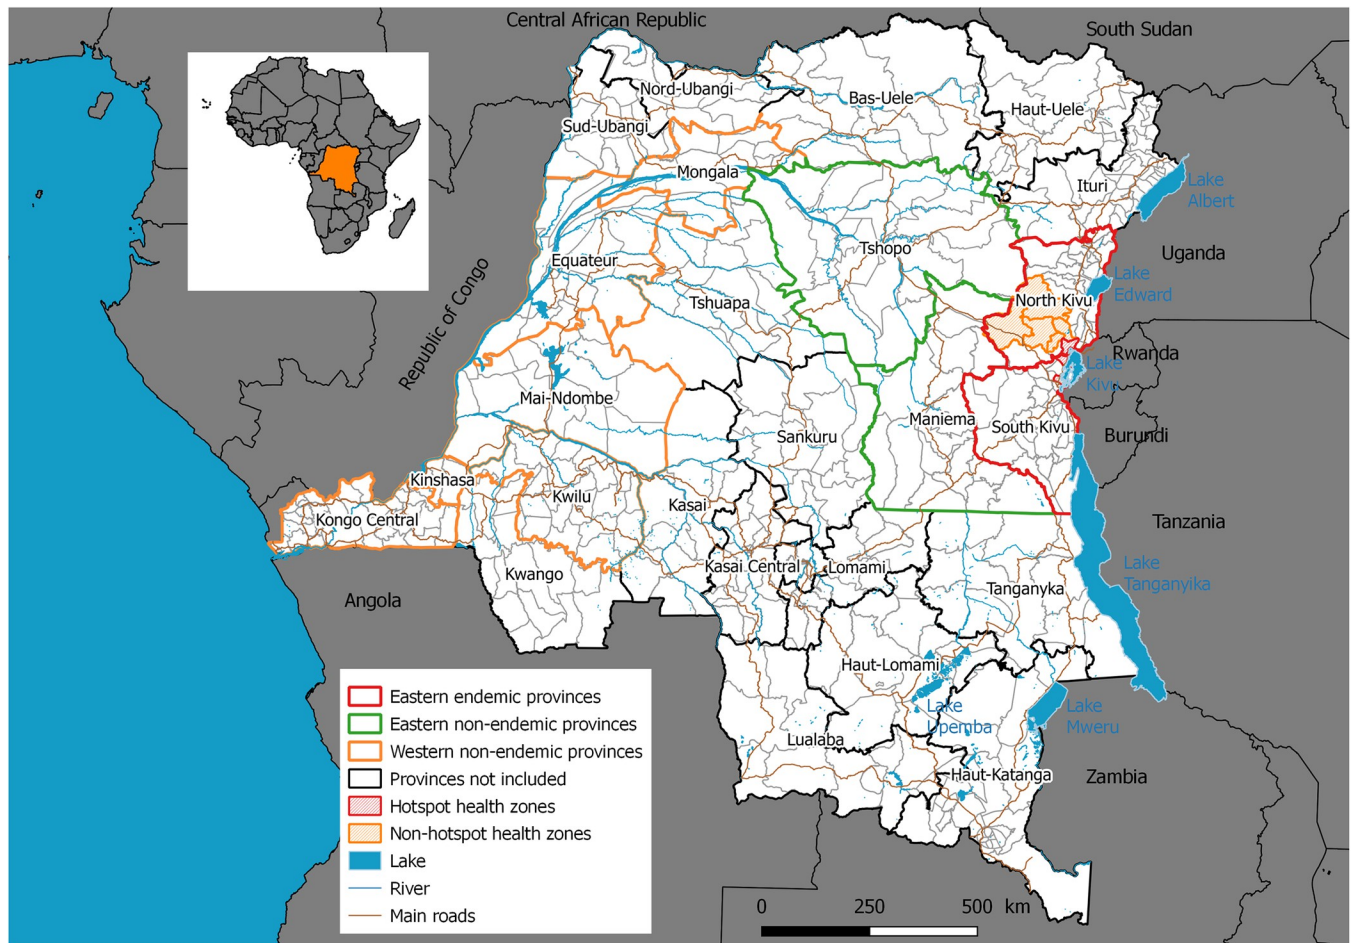 Central African Republic
South Sudan
Nord-Ubangi
Bas-Uele
Haut-Uele
Sud-Ubangi
Mongala
Ituri
Lake
Albert
Tshopo
Uganda
Equateur
Republic of Congo
Lake
Edward
North Kivu
Tshuapa
Rwanda
Lake
Kivu
Mai-Ndombe
Maniema
South Kivu
Burundi
Sankuru
Kinshasa
Kwilu
Kasai
Kongo Central
Tanzania
Kwango
Kasai Central
Lomami
Lake
Tanganyika
Tanganyika
Angola
Haut-Lomami
Lake
Upemba
Lake
Mweru
Lualaba
Haut-Katanga
Zambia
Eastern endemic provinces
Eastern non-endemic provinces
Western non-endemic provinces
Provinces not included
Hotspot health zones
Non-hotspot health zones
Lake
River
Main roads
0 250 500 km